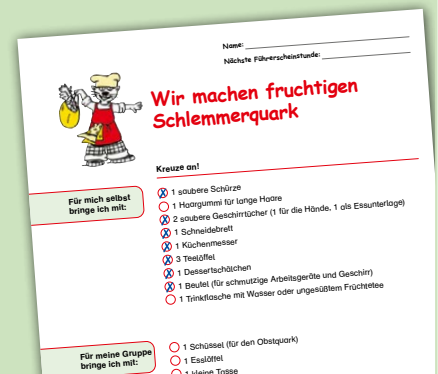 Name:
Nächste Führerscheinstunde:
Wir machen fruchtigen
Schlemmerquark
Kreuze an!
Für mich selbst
bringe ich mit:
1 saubere Schürze
1 Haargummi für lange Haare
2 saubere Geschirrtücher (1 für die Hände, 1 als Essunterlage)
1 Schneidebrett
1 Küchenmesser
3 Teelöffel
1 Dessertschälchen
1 Beutel (für schmutzige Arbeitsgeräte und Geschirr)
1 Trinkflasche mit Wasser oder ungesüßtem Früchtetee
Für meine Gruppe
bringe ich mit:
1 Schüssel (für den Obstquark)
1 Esslöffel
1 kleine Tasse